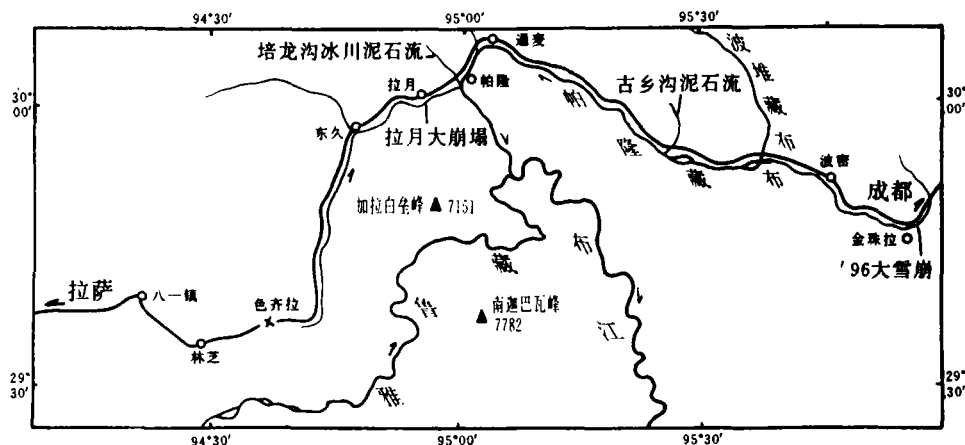 94°30′
95°00′
95°30′
培龙沟冰川泥石流
通麦
波堆藏布
拉月
帕隆
古乡沟泥石流
30°
00′
30°
00′
东久
拉月大崩塌
帕隆藏布
波密
成都
加拉白垒峰 ▲ 7151
金珠拉
'96大雪崩
拉萨
八一镇
色齐拉
南迦巴瓦峰
7782
林芝
雅鲁藏布江
29°
30′
29°
30′
94°30′
95°00′
95°30′